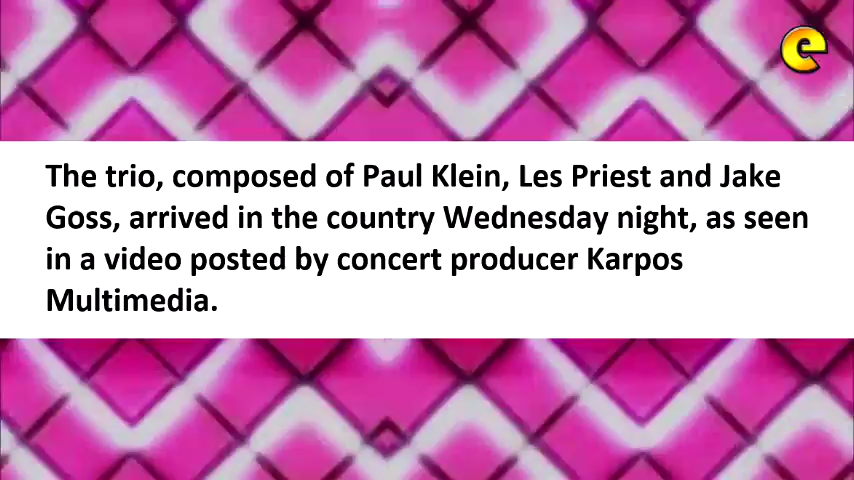 e
The trio, composed of Paul Klein, Les Priest and Jake
Goss, arrived in the country Wednesday night, as seen
in a video posted by concert producer Karpos
Multimedia.